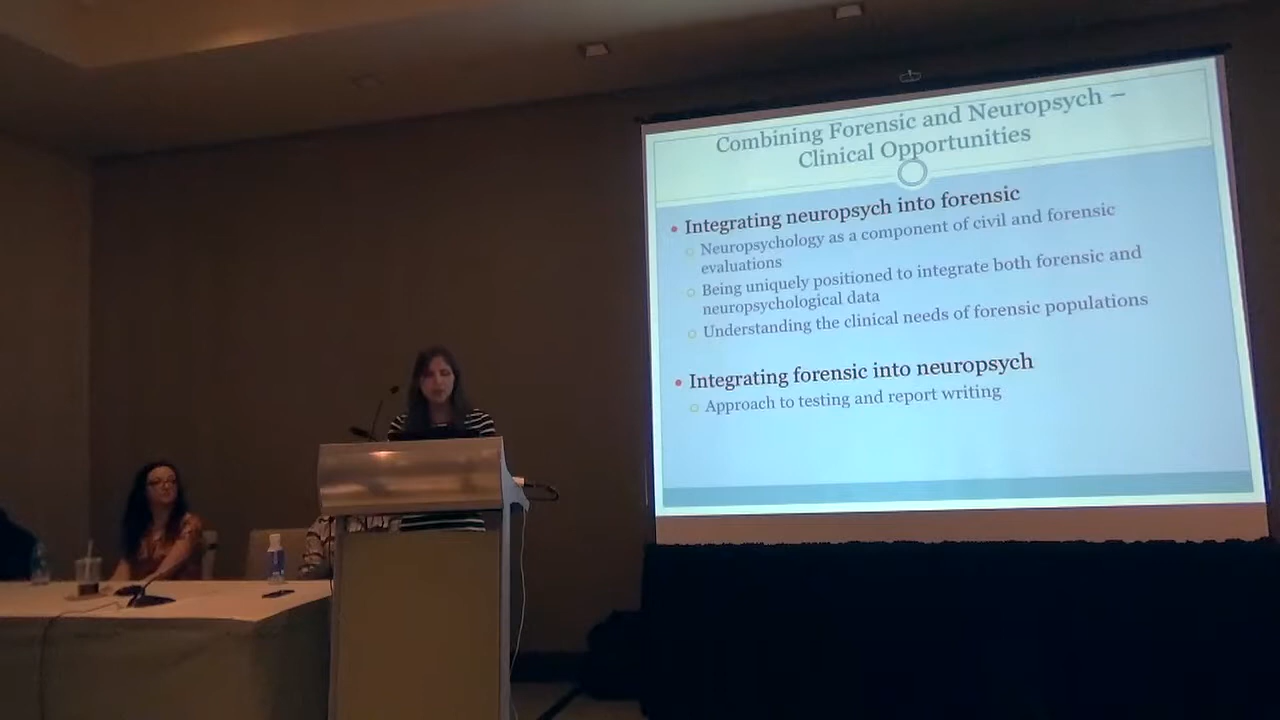 Combining Forensic and Neuropsych –
Clinical Opportunities
Integrating neuropsych into forensic
Neuropsychology as a component of civil and forensic
evaluations
Being uniquely positioned to integrate both forensic and
neuropsychological data
Understanding the clinical needs of forensic populations
Integrating forensic into neuropsych
Approach to testing and report writing